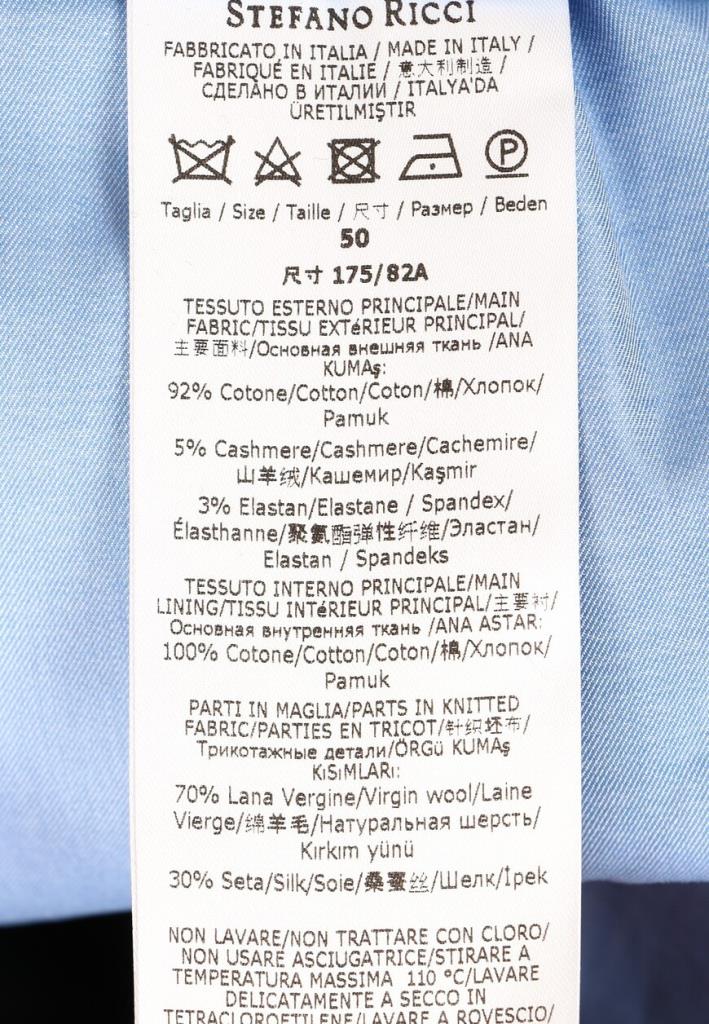 STEFANO RICCI
FABBRICATO IN ITALIA / MADE IN ITALY /
FABRIQUÉ EN ITALIE / 意大利制造 /
СДЕЛАНО В ИТАЛИИ / ITALYA'DA
ÜRETILMIŞTIR
P
Taglia / Size / Taille / 尺寸 / Размер / Beden
50
尺寸 175/82A
TESSUTO ESTERNO PRINCIPALE/MAIN
FABRIC/TISSU EXTéRIEUR PRINCIPAL/
主要面料/Основная внешняя ткань /ANA
KUMAş:
92% Cotone/Cotton/Coton/棉/Хлопок/
Pamuk
5% Cashmere/Cashmere/Cachemire/
山羊绒/Кашемир/Kaşmir
3% Elastan/Elastane / Spandex/
Élasthanne/聚氨酯弹性纤维/Эластан/
Elastan / Spandeks
TESSUTO INTERNO PRINCIPALE/MAIN
LINING/TISSU INTéRIEUR PRINCIPAL/主要衬/
Основная внутренняя ткань /ANA ASTAR:
100% Cotone/Cotton/Coton/棉/Хлопок/
Pamuk
PARTI IN MAGLIA/PARTS IN KNITTED
FABRIC/PARTIES EN TRICOT/针织坯布/
Трикотажные детали/ÖRGü KUMAş
KıSıMLARı:
70% Lana Vergine/Virgin wool/Laine
Vierge/绵羊毛/Натуральная шерсть/
Kırkım yünü
30% Seta/Silk/Soie/桑蚕丝/Шелк/İpek
NON LAVARE/NON TRATTARE CON CLORO/
NON USARE ASCIUGATRICE/STIRARE A
TEMPERATURA MASSIMA 110 °C/LAVARE
DELICATAMENTE A SECCO IN
TETRACLOROETILENE/LAVARE A ROVESCIO/